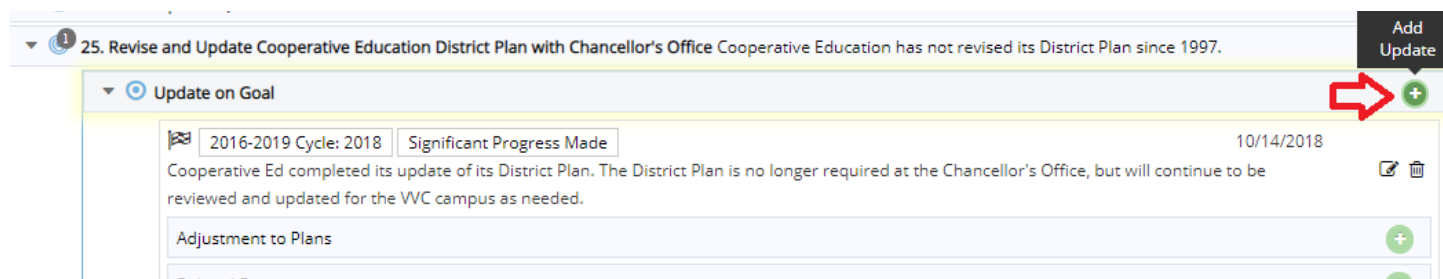 1
25. Revise and Update Cooperative Education District Plan with Chancellor's Office Cooperative Education has not revised its District Plan since 1997.
Add
Update
Update on Goal
2016-2019 Cycle: 2018 Significant Progress Made 10/14/2018
Cooperative Ed completed its update of its District Plan. The District Plan is no longer required at the Chancellor's Office, but will continue to be
reviewed and updated for the VVC campus as needed.
Adjustment to Plans